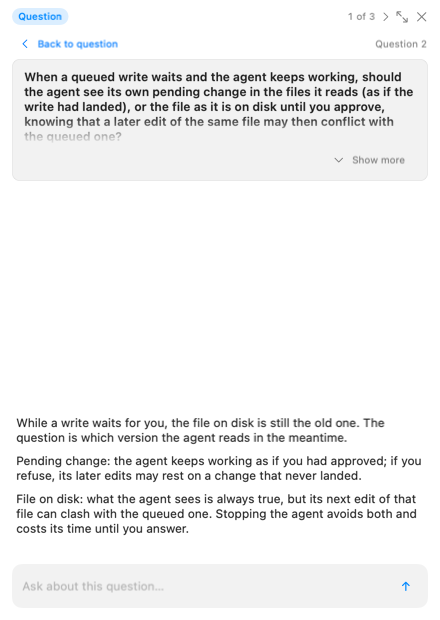 Question
1 of 3
Back to question
Question 2
When a queued write waits and the agent keeps working, should
the agent see its own pending change in the files it reads (as if the
write had landed), or the file as it is on disk until you approve,
knowing that a later edit of the same file may then conflict with
the queued one?
Show more
While a write waits for you, the file on disk is still the old one. The
question is which version the agent reads in the meantime.
Pending change: the agent keeps working as if you had approved; if you
refuse, its later edits may rest on a change that never landed.
File on disk: what the agent sees is always true, but its next edit of that
file can clash with the queued one. Stopping the agent avoids both and
costs its time until you answer.
Ask about this question...